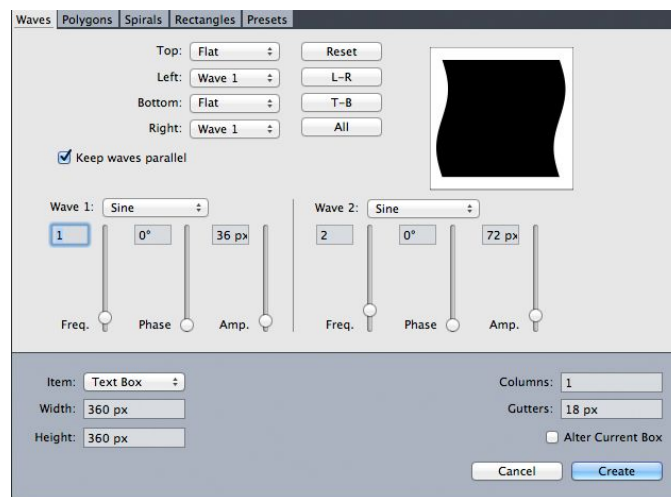 Waves Polygons Spirals Rectangles Presets
Top: Flat Reset
Left: Wave 1 L-R
Bottom: Flat T-B
Right: Wave 1 All
Keep waves parallel
Wave 1: Sine Wave 2: Sine
1 0° 36 px 2 0° 72 px
Freq. Phase Amp. Freq. Phase Amp.
Item: Text Box Columns: 1
Width: 360 px Gutters: 18 px
Height: 360 px Alter Current Box
Cancel Create